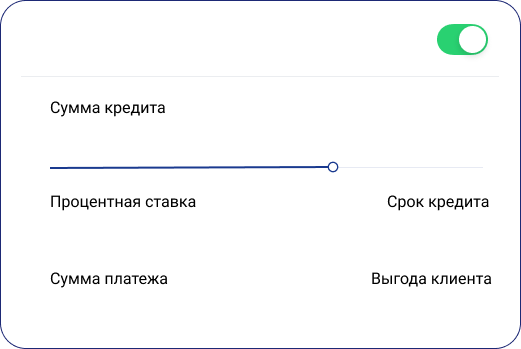 Сумма кредита
Процентная ставка
Срок кредита
Сумма платежа
Выгода клиента